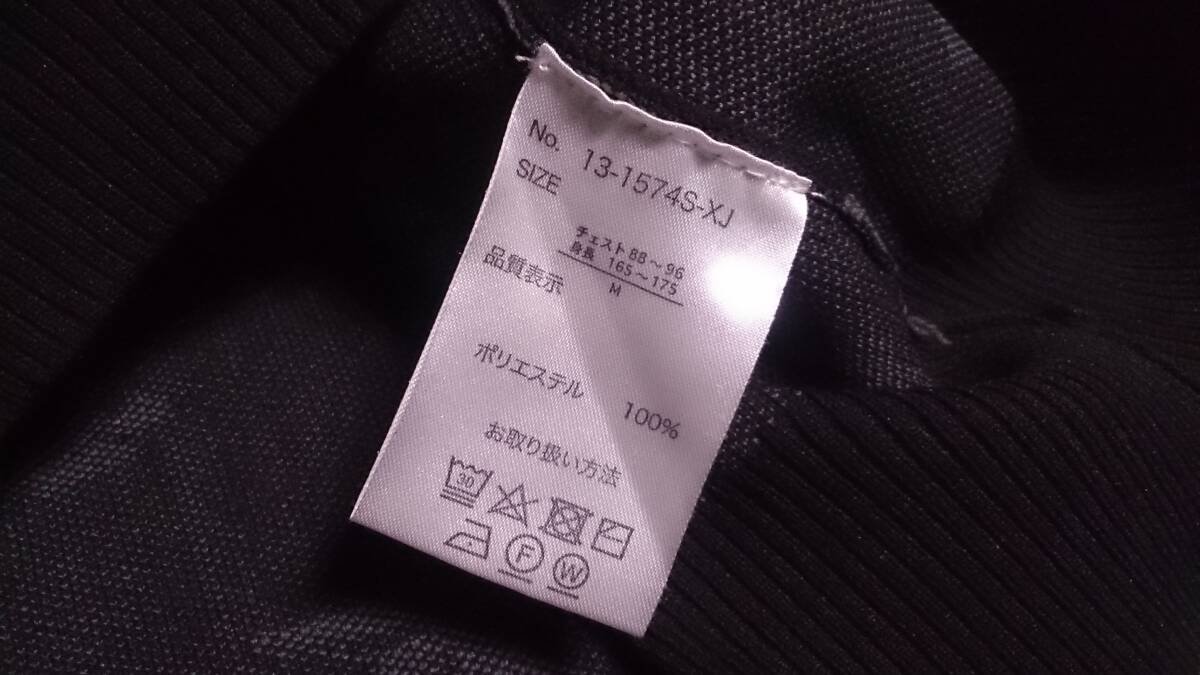 No. 13-1574S-XJ
SIZE
チェスト 88～96
身長 165～175
M
品質表示
ポリエステル 100%
お取り扱い方法
30
F W